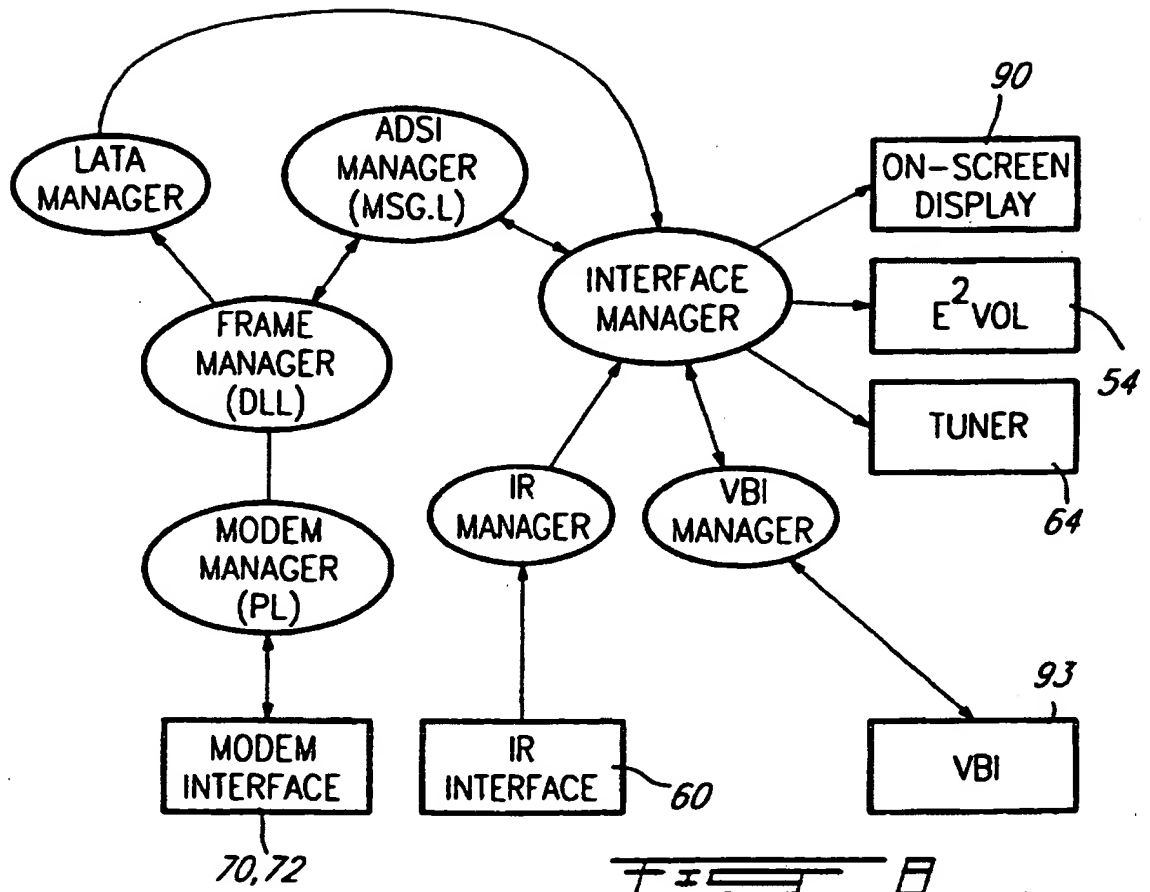 90
LATA
MANAGER
ADSI
MANAGER
(MSG.L)
ON-SCREEN
DISPLAY
INTERFACE
MANAGER
E²VOL
54
FRAME
MANAGER
(DLL)
TUNER
64
IR
MANAGER
VBI
MANAGER
MODEM
MANAGER
(PL)
93
MODEM
INTERFACE
70,72
IR
INTERFACE
60
VBI
8